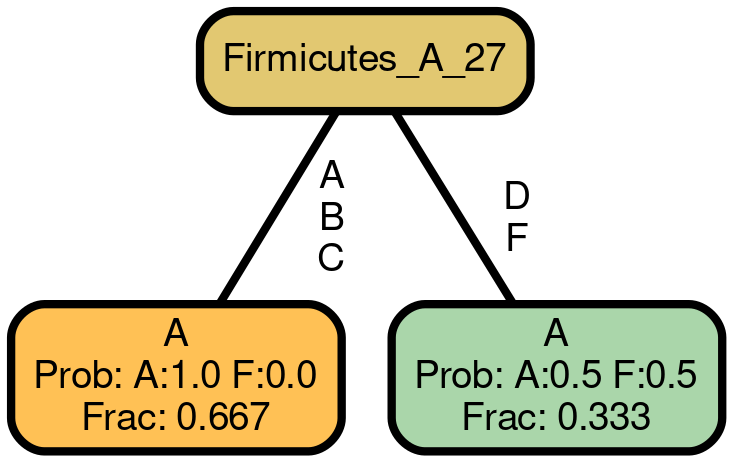 Firmicutes_A_27
A
B
C
D
F
A
Prob: A:1.0 F:0.0
Frac: 0.667
A
Prob: A:0.5 F:0.5
Frac: 0.333